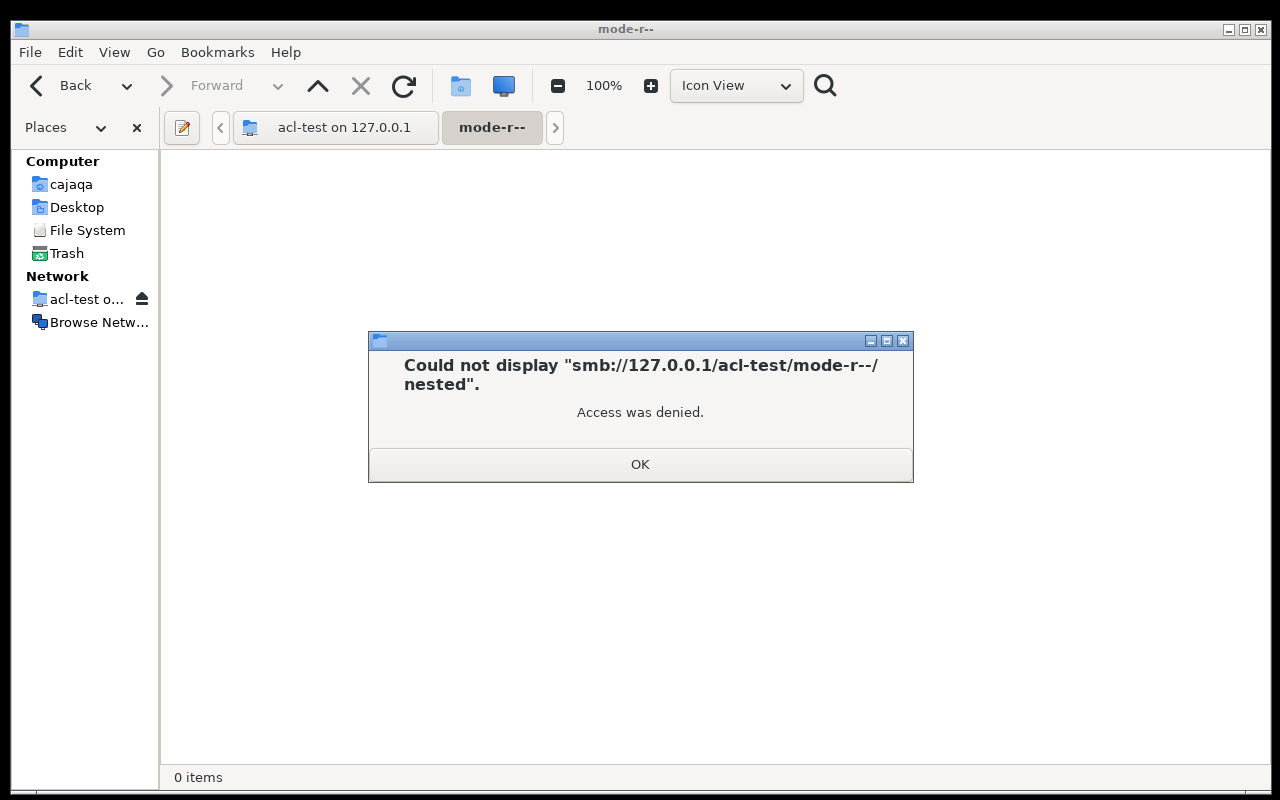 mode-r--
File Edit View Go Bookmarks Help
Back Forward 100% Icon View
Places acl-test on 127.0.0.1 mode-r--
Computer
cajaqa
Desktop
File System
Trash
Network
acl-test o...
Browse Netw...
Could not display "smb://127.0.0.1/acl-test/mode-r--/
nested".
Access was denied.
OK
0 items